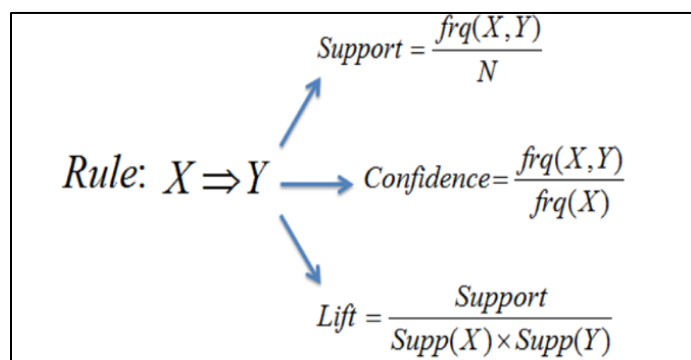 Support = frq(X,Y) / N
Rule: X ⇒ Y
Confidence = frq(X,Y) / frq(X)
Lift = Support / Supp(X) × Supp(Y)